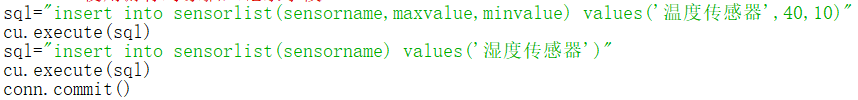 sql="insert into sensorlist(sensorname,maxvalue,minvalue) values('温度传感器',40,10)"
cu.execute(sql)
sql="insert into sensorlist(sensorname) values('湿度传感器')"
cu.execute(sql)
conn.commit()